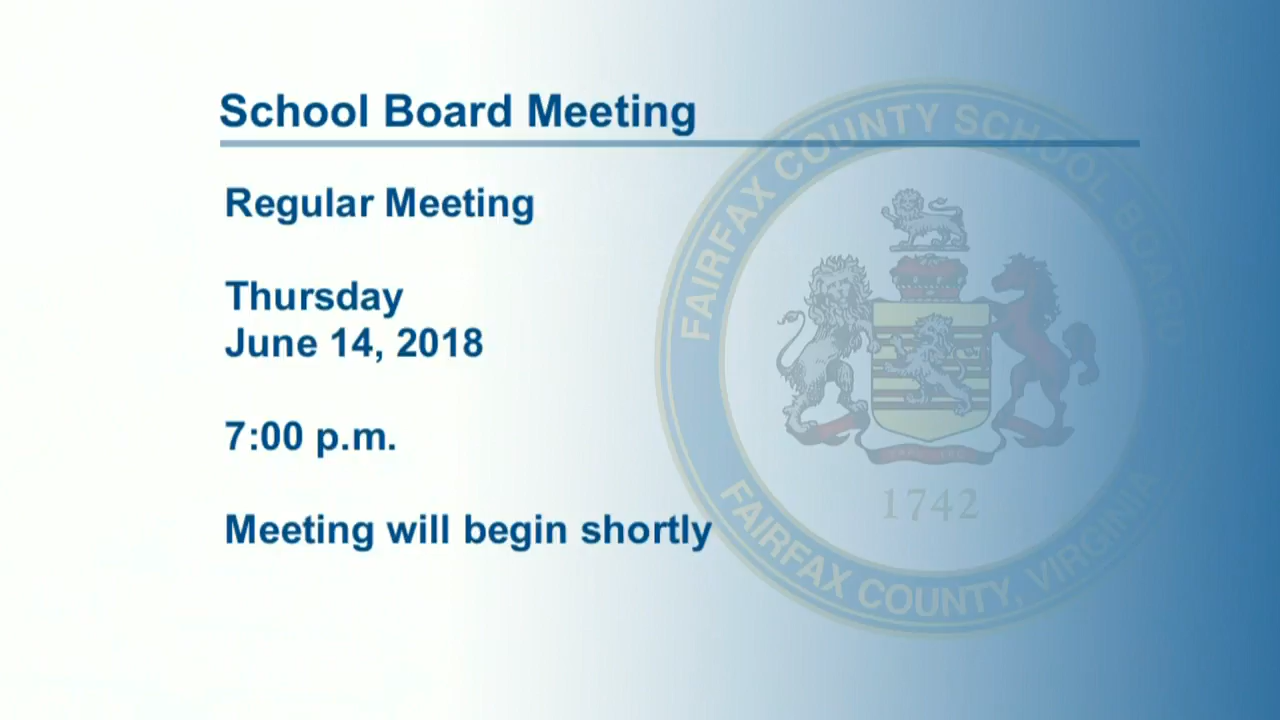 School Board Meeting
Regular Meeting
Thursday
June 14, 2018
7:00 p.m.
Meeting will begin shortly
FAIRFAX COUNTY SCHOOL BOARD
1742
FAIRFAX COUNTY, VIRGINIA